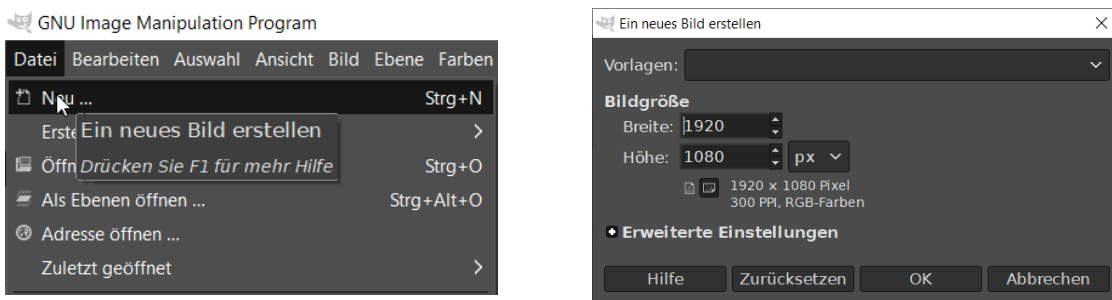 GNU Image Manipulation Program
Datei Bearbeiten Auswahl Ansicht Bild Ebene Farben
Neu ... Strg+N
Erste
Ein neues Bild erstellen
Drücken Sie F1 für mehr Hilfe
Öffn Strg+O
Als Ebenen öffnen ... Strg+Alt+O
Adresse öffnen ...
Zuletzt geöffnet
Ein neues Bild erstellen
Vorlagen:
Bildgröße
Breite: 1920
Höhe: 1080 px
1920 × 1080 Pixel
300 PPI, RGB-Farben
Erweiterte Einstellungen
Hilfe Zurücksetzen OK Abbrechen